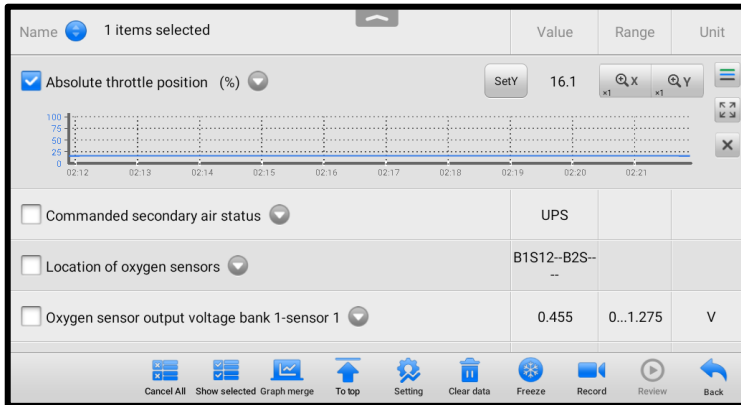 Name 1 items selected Value Range Unit
Absolute throttle position (%) SetY 16.1 X ×1 Y ×1
100
75
50
25
0
02:12 02:13 02:14 02:15 02:16 02:17 02:18 02:19 02:20 02:21
Commanded secondary air status UPS
Location of oxygen sensors B1S12--B2S--
--
Oxygen sensor output voltage bank 1-sensor 1 0.455 0...1.275 V
Cancel All Show selected Graph merge To top Setting Clear data Freeze Record Review Back